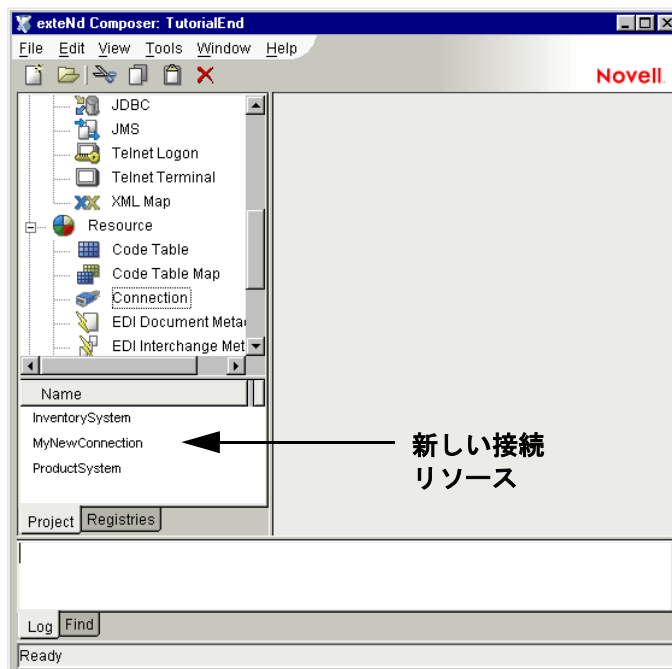 exteNd Composer: TutorialEnd
File Edit View Tools Window Help
Novell.
JDBC
JMS
Telnet Logon
Telnet Terminal
XML Map
Resource
Code Table
Code Table Map
Connection
EDI Document Meta
EDI Interchange Met
Name
InventorySystem
MyNewConnection
ProductSystem
新しい接続
リソース
Project Registries
Log Find
Ready